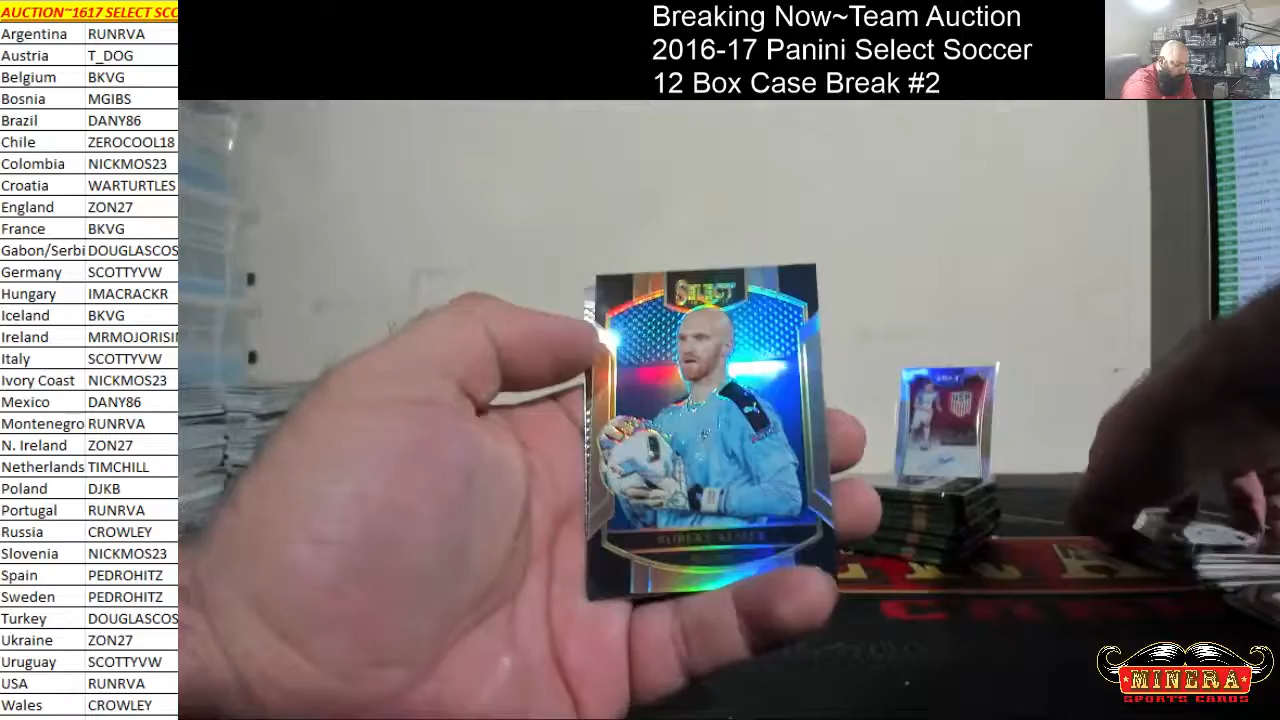 AUCTION~1617 SELECT SCO
Argentina RUNRVA
Austria T_DOG
Belgium BKVG
Bosnia MGIBS
Brazil DANY86
Chile ZEROCOOL18
Colombia NICKMOS23
Croatia WARTURTLES
England ZON27
France BKVG
Gabon/Serbi DOUGLASCOS
Germany SCOTTYVW
Hungary IMACRACKR
Iceland BKVG
Ireland MRMOJORISI
Italy SCOTTYVW
Ivory Coast NICKMOS23
Mexico DANY86
Montenegro RUNRVA
N. Ireland ZON27
Netherlands TIMCHILL
Poland DJKB
Portugal RUNRVA
Russia CROWLEY
Slovenia NICKMOS23
Spain PEDROHITZ
Sweden PEDROHITZ
Turkey DOUGLASCOS
Ukraine ZON27
Uruguay SCOTTYVW
USA RUNRVA
Wales CROWLEY
Breaking Now~Team Auction
2016-17 Panini Select Soccer
12 Box Case Break #2
SELECT
ROBERT
USA
MINERA
SPORTS CARDS